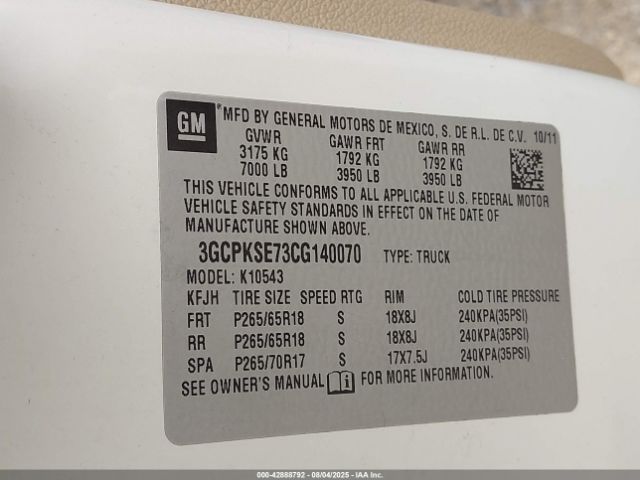 GM
*MFD BY GENERAL MOTORS DE MEXICO, S. DE R.L. DE C.V. 10/11
GVWR GAWR FRT GAWR RR
3175 KG 1792 KG 1792 KG
7000 LB 3950 LB 3950 LB
THIS VEHICLE CONFORMS TO ALL APPLICABLE U.S. FEDERAL MOTOR
VEHICLE SAFETY STANDARDS IN EFFECT ON THE DATE OF
MANUFACTURE SHOWN ABOVE.
3GCPKSE73CG140070 TYPE: TRUCK
MODEL: K10543
KFJH TIRE SIZE SPEED RTG RIM COLD TIRE PRESSURE
FRT P265/65R18 S 18X8J 240KPA(35PSI)
RR P265/65R18 S 18X8J 240KPA(35PSI)
SPA P265/70R17 S 17X7.5J 240KPA(35PSI)
SEE OWNER'S MANUAL FOR MORE INFORMATION.
000-42888792 - 08/04/2025 - IAA Inc.